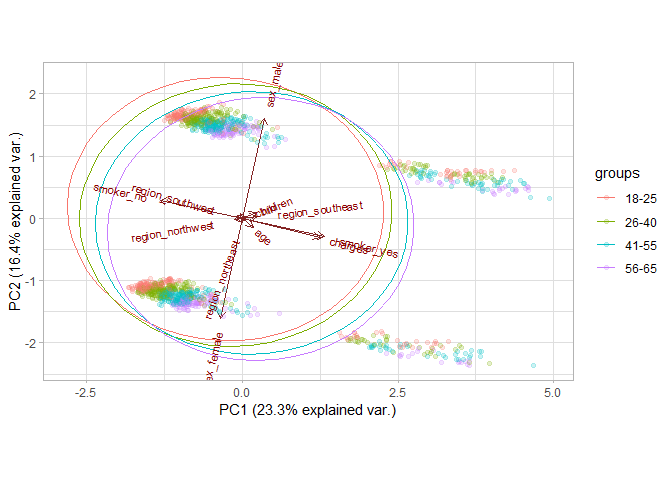 sex_male
groups
18-25
26-40
41-55
56-65
smoker_no
region_southwest
children
region_southeast
region_northwest
age
charges
smoker_yes
region_northeast
sex_female
PC2 (16.4% explained var.)
2
1
0
-1
-2
-2.5
0.0
2.5
5.0
PC1 (23.3% explained var.)